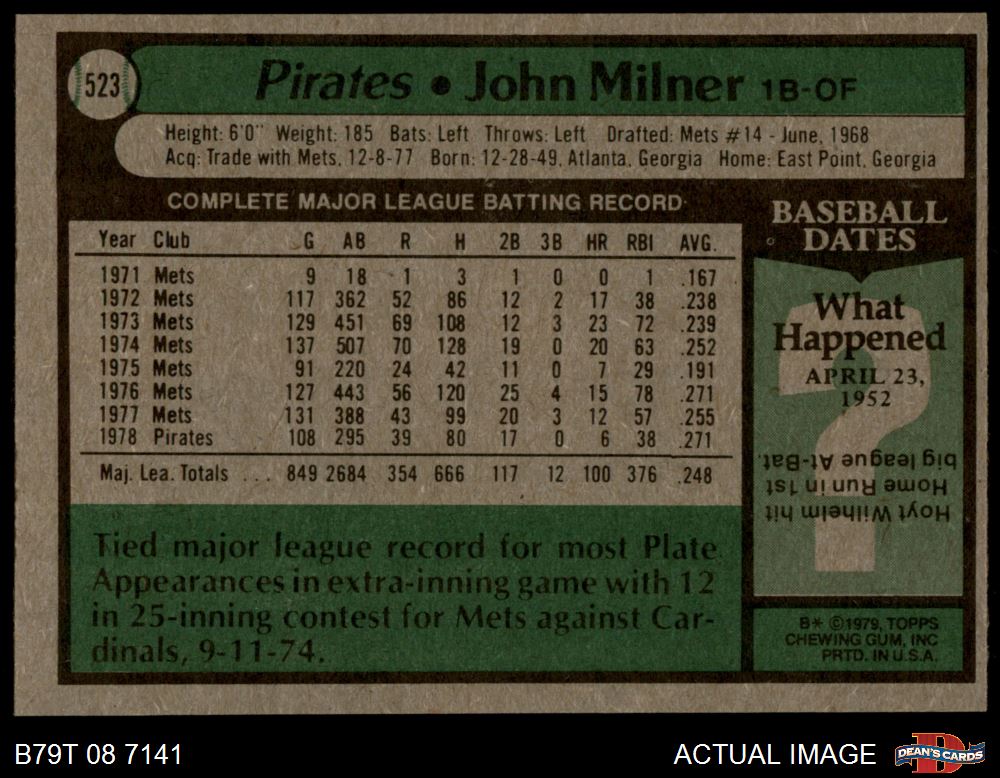 523
Pirates • John Milner 1B-OF
Height: 6'0" Weight: 185 Bats: Left Throws: Left Drafted: Mets #14 - June, 1968
Acq: Trade with Mets, 12-8-77 Born: 12-28-49, Atlanta, Georgia Home: East Point, Georgia
COMPLETE MAJOR LEAGUE BATTING RECORD
Year Club G AB R H 2B 3B HR RBI AVG.
1971 Mets 9 18 1 3 1 0 0 1 .167
1972 Mets 117 362 52 86 12 2 17 38 .238
1973 Mets 129 451 69 108 12 3 23 72 .239
1974 Mets 137 507 70 128 19 0 20 63 .252
1975 Mets 91 220 24 42 11 0 7 29 .191
1976 Mets 127 443 56 120 25 4 15 78 .271
1977 Mets 131 388 43 99 20 3 12 57 .255
1978 Pirates 108 295 39 80 17 0 6 38 .271
Maj. Lea. Totals ... 849 2684 354 666 117 12 100 376 .248
Tied major league record for most Plate
Appearances in extra-inning game with 12
in 25-inning contest for Mets against Car-
dinals, 9-11-74.
BASEBALL
DATES
What
Happened
APRIL 23,
1952
?
Hoyt Wilhelm hit
Home Run in 1st
big league At-Bat.
B* ©1979, TOPPS
CHEWING GUM, INC
PRTD. IN U.S.A.
B79T 08 7141
ACTUAL IMAGE
DEAN'S CARDS